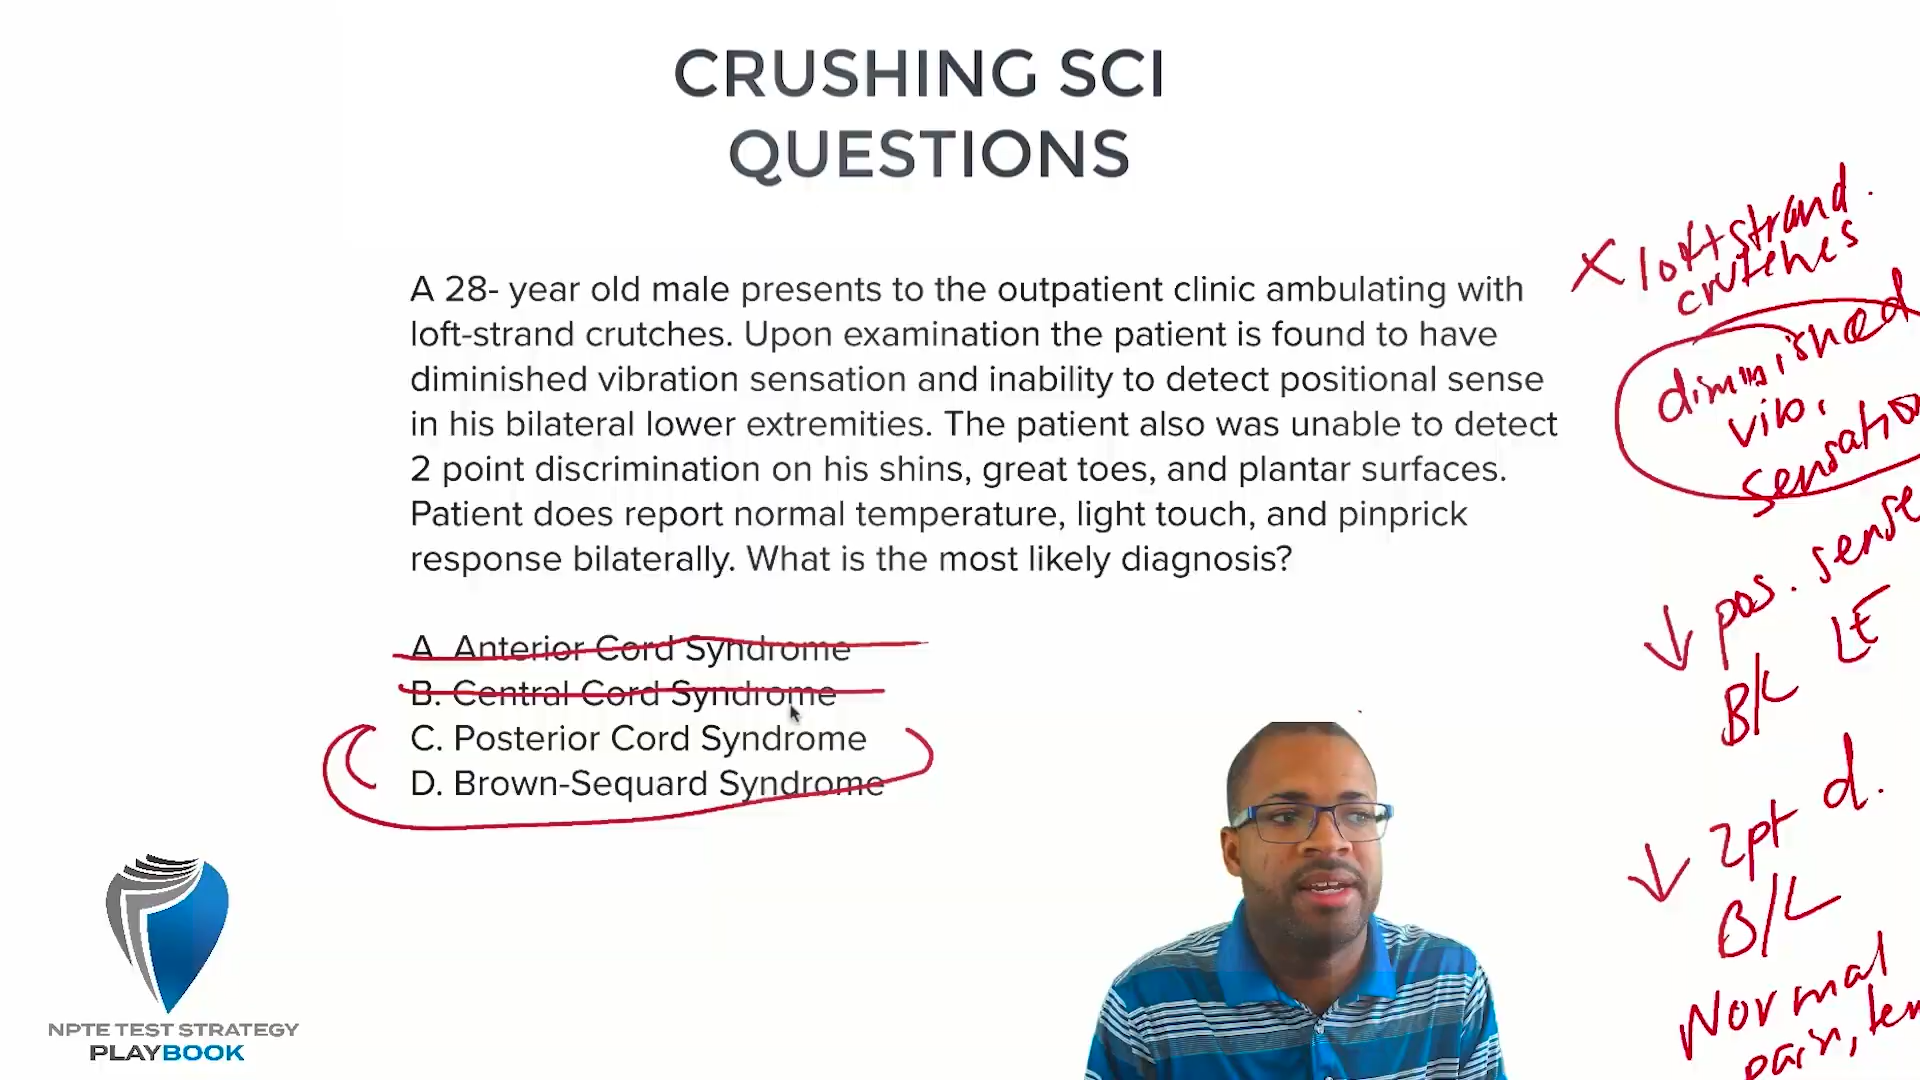 CRUSHING SCI
QUESTIONS
A 28- year old male presents to the outpatient clinic ambulating with
loft-strand crutches. Upon examination the patient is found to have
diminished vibration sensation and inability to detect positional sense
in his bilateral lower extremities. The patient also was unable to detect
2 point discrimination on his shins, great toes, and plantar surfaces.
Patient does report normal temperature, light touch, and pinprick
response bilaterally. What is the most likely diagnosis?
A. Anterior Cord Syndrome
B. Central Cord Syndrome
C. Posterior Cord Syndrome
D. Brown-Sequard Syndrome
X loftstrand.
crutches
diminished
vib.
sensation
↓ pos. sense
B/L LE
↓ 2pt d.
B/L
Normal
pain, tem
NPTE TEST STRATEGY
PLAYBOOK